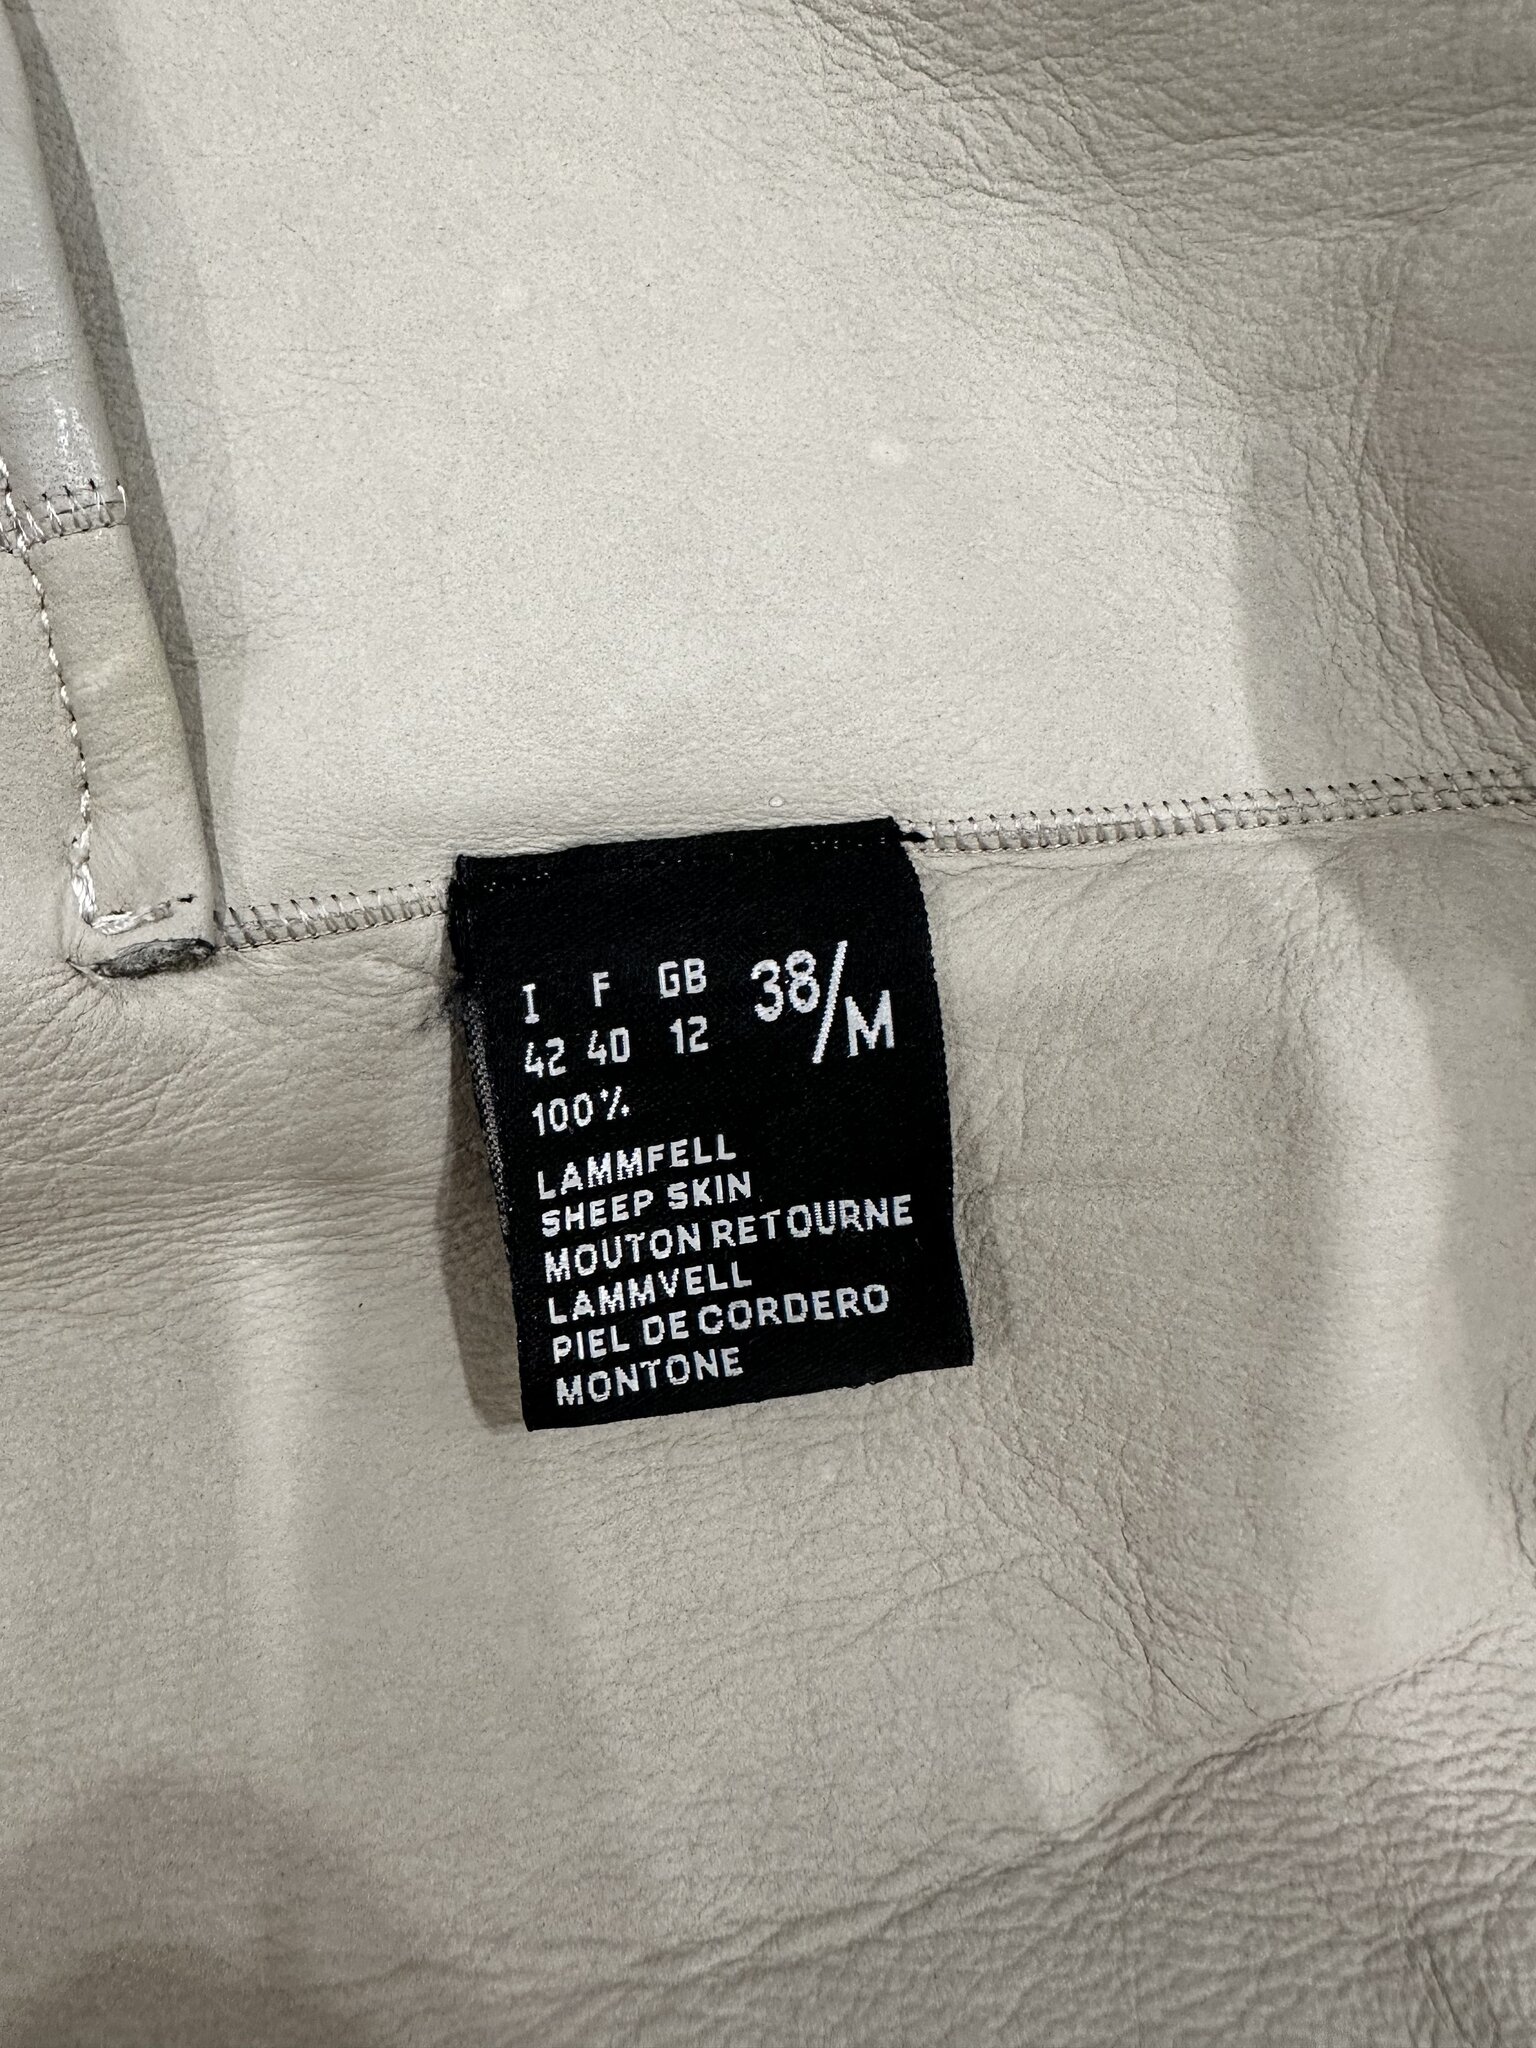 I F GB 38/M
42 40 12
100%
LAMMFELL
SHEEP SKIN
MOUTON RETOURNE
LAMMVELL
PIEL DE CORDERO
MONTONE